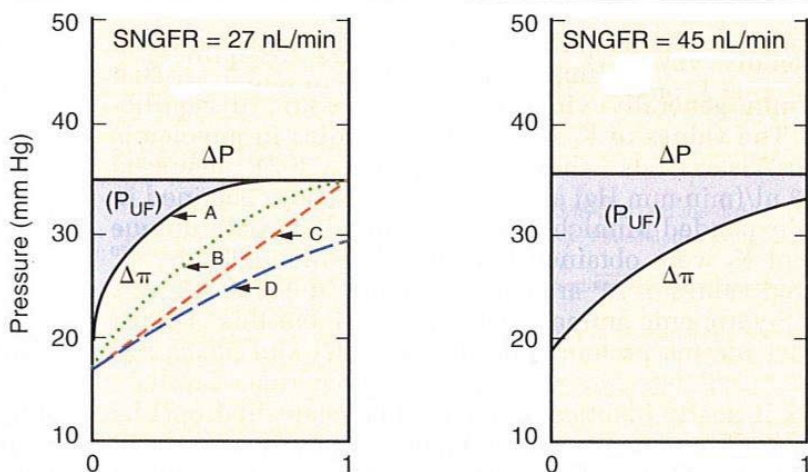 50
SNGFR = 27 nL/min
40
ΔP
(P_UF)
A
30
B
C
Δπ
D
20
10
0
1
Pressure (mm Hg)
50
SNGFR = 45 nL/min
40
ΔP
(P_UF)
30
Δπ
20
10
0
1